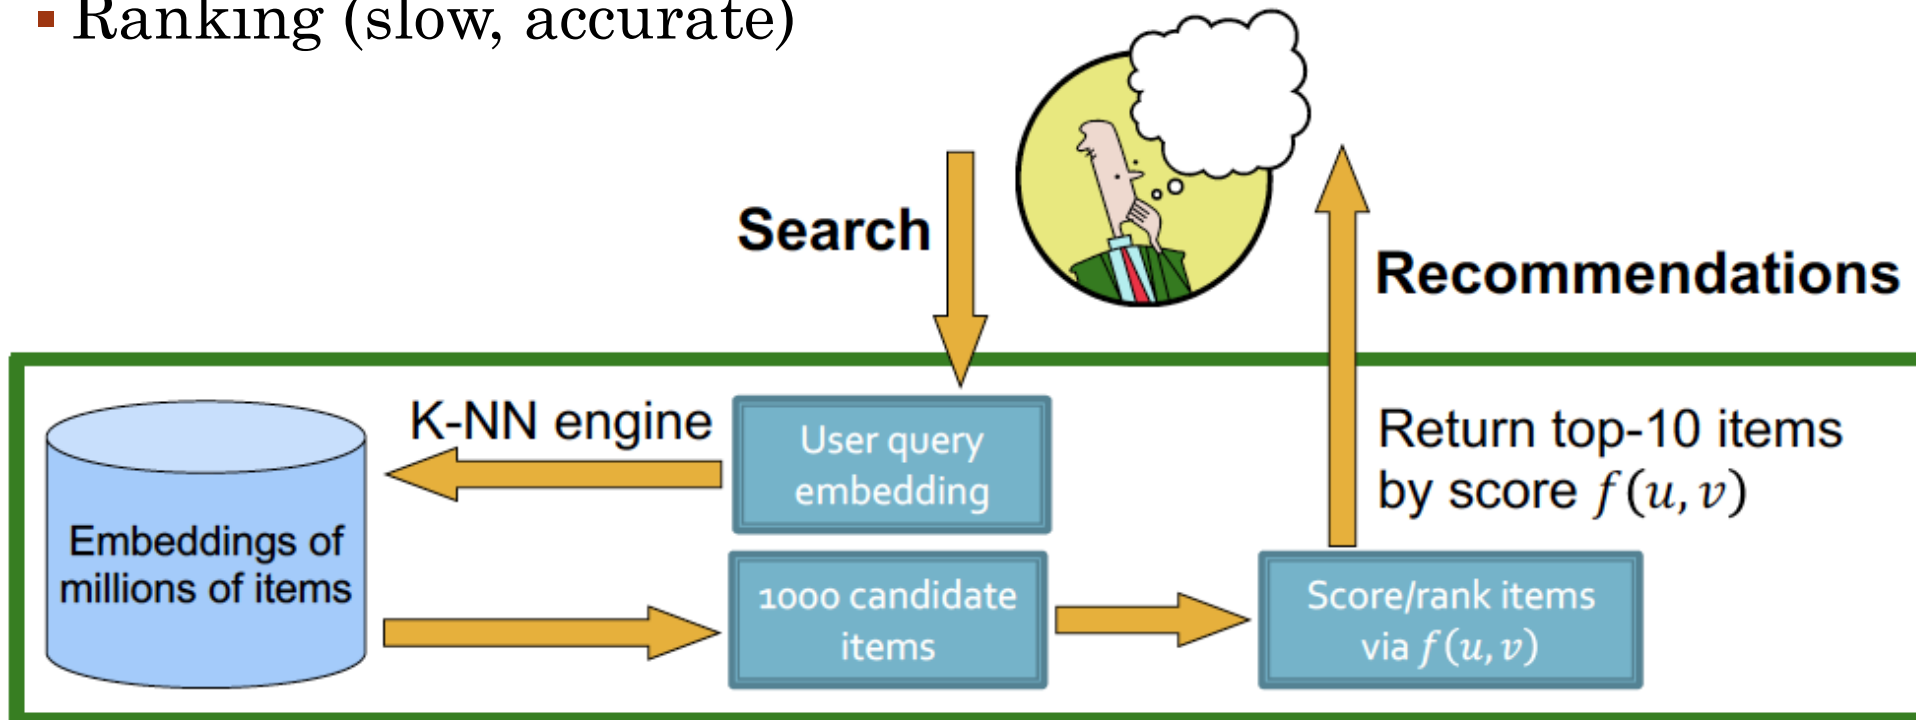 ▪ Ranking (slow, accurate)
Search
Recommendations
K-NN engine
User query
embedding
Return top-10 items
by score f(u, v)
Embeddings of
millions of items
1000 candidate
items
Score/rank items
via f(u, v)